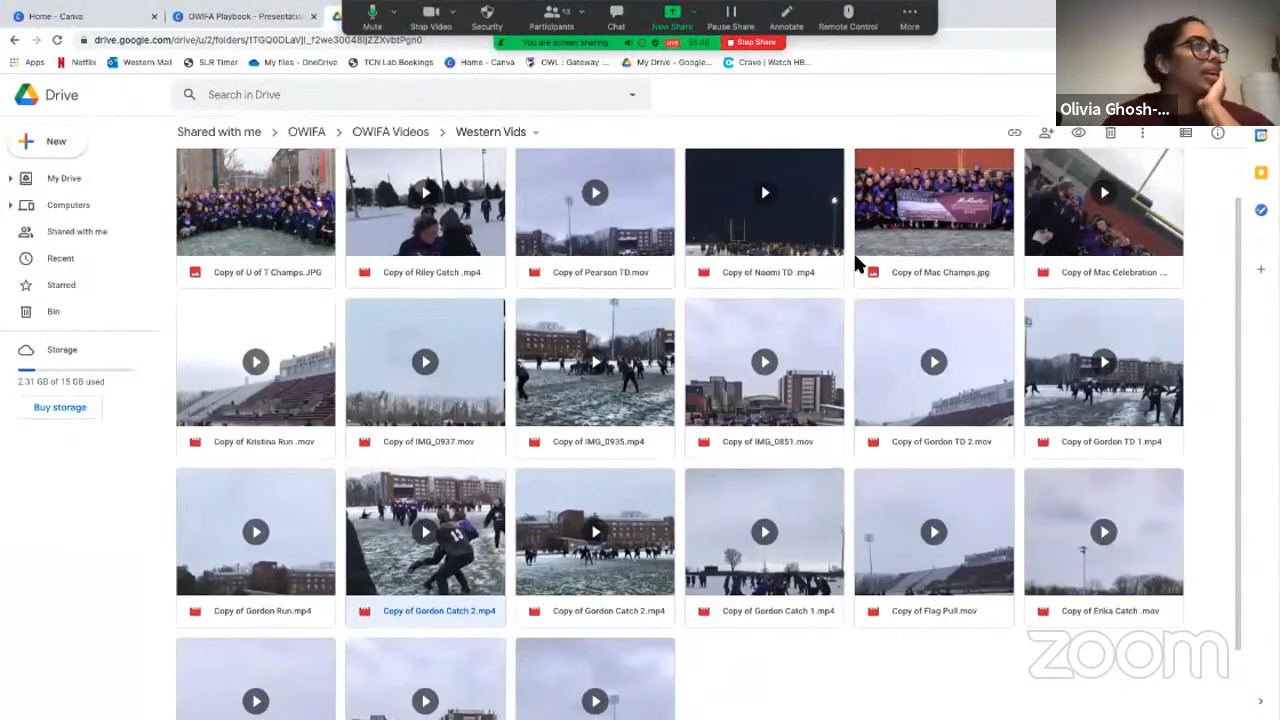 Home - Canva
OWIFA Playbook - Presentatio
Mute
Stop Video
Security
Participants
13
Chat
New Share
Pause Share
Annotate
Remote Control
More
You are screen sharing
LIVE
51:48
Stop Share
Apps
Netflix
Western Mail
SLR Timer
My files - OneDrive
TCN Lab Bookings
Home - Canva
OWL : Gateway ...
My Drive - Google...
Crave | Watch HB...
Olivia Ghosh-...
Drive
Search in Drive
New
My Drive
Computers
Shared with me
Recent
Starred
Bin
Storage
2.31 GB of 15 GB used
Buy storage
Shared with me
OWIFA
OWIFA Videos
Western Vids
Copy of U of T Champs.JPG
Copy of Riley Catch .mp4
Copy of Pearson TD.mov
Copy of Naomi TD .mp4
Copy of Mac Champs.jpg
Copy of Mac Celebration ...
Copy of Kristina Run .mov
Copy of IMG_0937.mov
Copy of IMG_0935.mp4
Copy of IMG_0851.mov
Copy of Gordon TD 2.mov
Copy of Gordon TD 1.mp4
13
Copy of Gordon Run.mp4
Copy of Gordon Catch 2.mp4
Copy of Gordon Catch 2.mp4
Copy of Gordon Catch 1.mp4
Copy of Flag Pull.mov
Copy of Erika Catch .mov
zoom